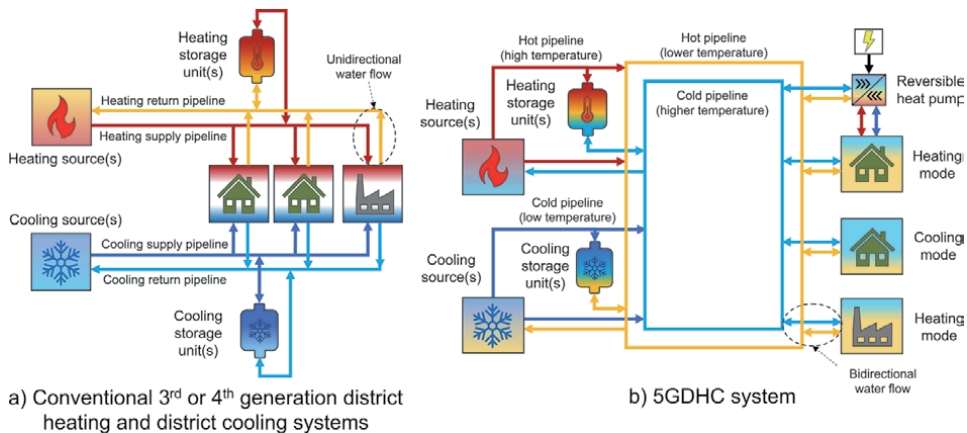 Heating
storage
unit(s)
Unidirectional
water flow
Heating return pipeline
Heating supply pipeline
Heating source(s)
Cooling source(s)
Cooling supply pipeline
Cooling return pipeline
Cooling
storage
unit(s)
a) Conventional 3rd or 4th generation district
heating and district cooling systems
Hot pipeline
(high temperature)
Hot pipeline
(lower temperature)
Heating
source(s)
Heating
storage
unit(s)
Cold pipeline
(higher temperature)
Reversible
heat pump
Heating
mode
Cold pipeline
(low temperature)
Cooling
source(s)
Cooling
storage
unit(s)
Cooling
mode
Heating
mode
Bidirectional
water flow
b) 5GDHC system